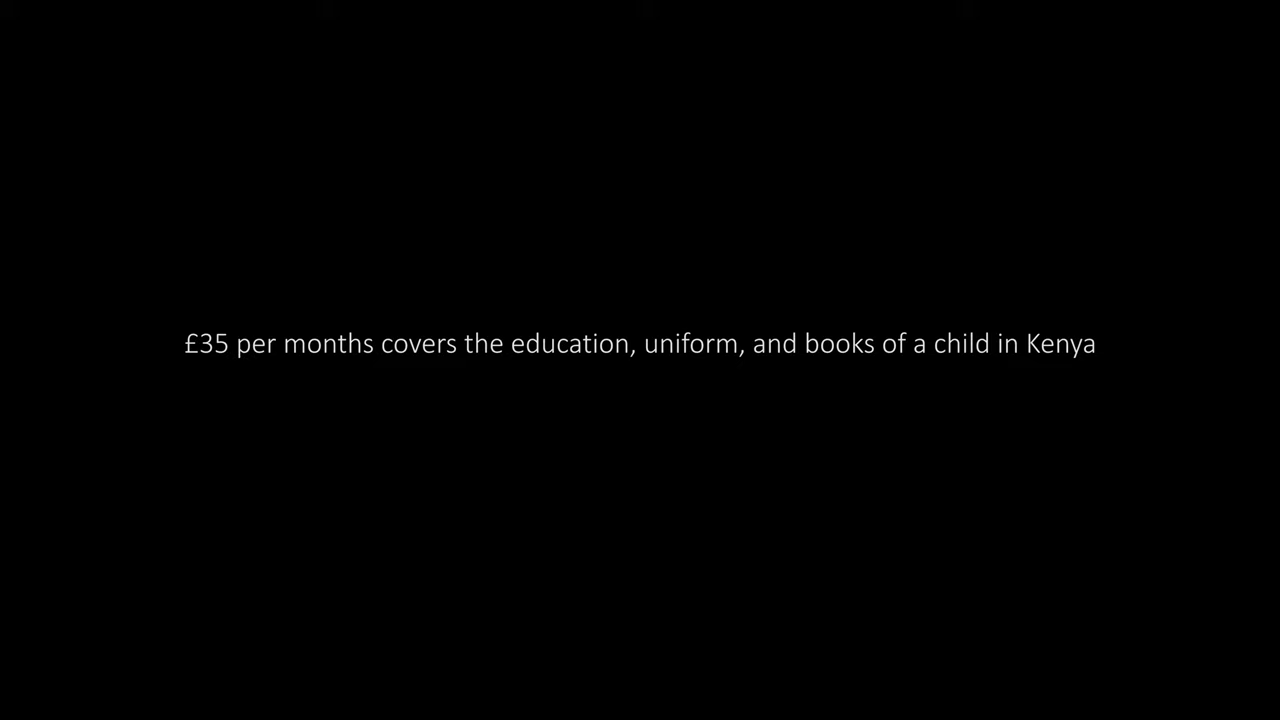 £35 per months covers the education, uniform, and books of a child in Kenya